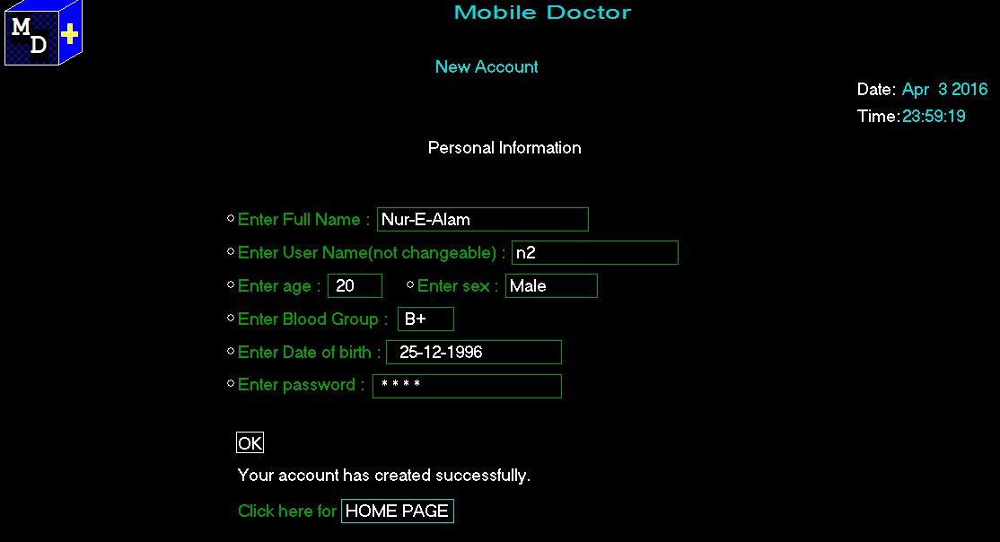 MD+
Mobile Doctor
New Account
Date: Apr 3 2016
Time:23:59:19
Personal Information
Enter Full Name : Nur-E-Alam
Enter User Name(not changeable) : n2
Enter age : 20 Enter sex : Male
Enter Blood Group : B+
Enter Date of birth : 25-12-1996
Enter password : * * * *
OK
Your account has created successfully.
Click here for HOME PAGE